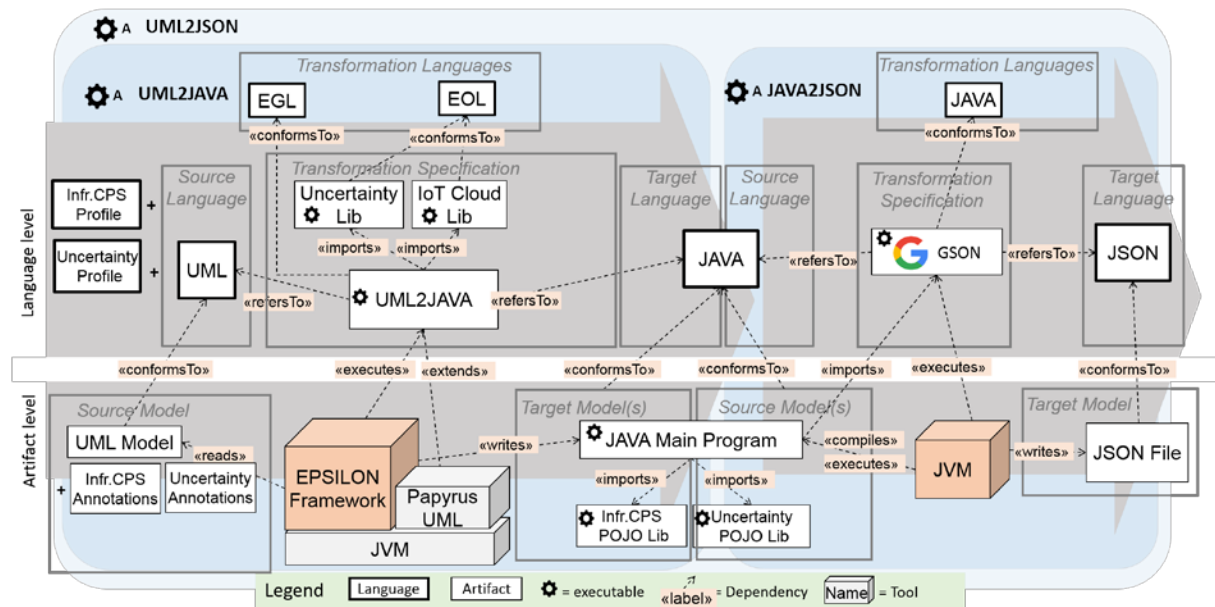 A UML2JSON
A UML2JAVA
Transformation Languages
EGL
EOL
«conformsTo»
«conformsTo»
A JAVA2JSON
Transformation Languages
JAVA
«conformsTo»
Language level
Infr.CPS
Profile
+
Uncertainty
Profile
+
Source
Language
UML
«refersTo»
Transformation Specification
Uncertainty
Lib
IoT Cloud
Lib
«imports»
«imports»
UML2JAVA
«refersTo»
Target
Language
Source
Language
JAVA
«refersTo»
Transformation
Specification
GSON
«refersTo»
Target
Language
JSON
«conformsTo»
«executes»
«extends»
«conformsTo»
«conformsTo»
«imports»
«executes»
«conformsTo»
Artifact level
Source Model
UML Model
«reads»
+
Infr.CPS
Annotations
Uncertainty
Annotations
EPSILON
Framework
Papyrus
UML
JVM
«writes»
Target Model(s)
Source Model(s)
JAVA Main Program
«imports»
«imports»
Infr.CPS
POJO Lib
Uncertainty
POJO Lib
«compiles»
«executes»
JVM
«writes»
Target Model
JSON File
Legend
Language
Artifact
= executable
«label»
= Dependency
Name
= Tool